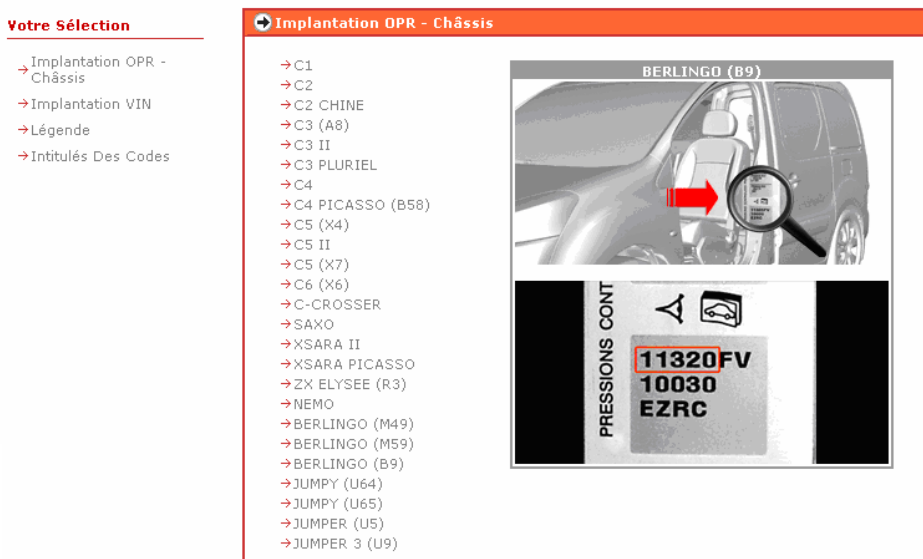 Votre Sélection
Implantation OPR -
Châssis
Implantation VIN
Légende
Intitulés Des Codes
Implantation OPR - Châssis
C1
C2
C2 CHINE
C3 (A8)
C3 II
C3 PLURIEL
C4
C4 PICASSO (B58)
C5 (X4)
C5 II
C5 (X7)
C6 (X6)
C-CROSSER
SAXO
XSARA II
XSARA PICASSO
ZX ELYSEE (R3)
NEMO
BERLINGO (M49)
BERLINGO (M59)
BERLINGO (B9)
JUMPY (U64)
JUMPY (U65)
JUMPER (U5)
JUMPER 3 (U9)
BERLINGO (B9)
PRESSIONS CONT
11320FV
10030
EZRC